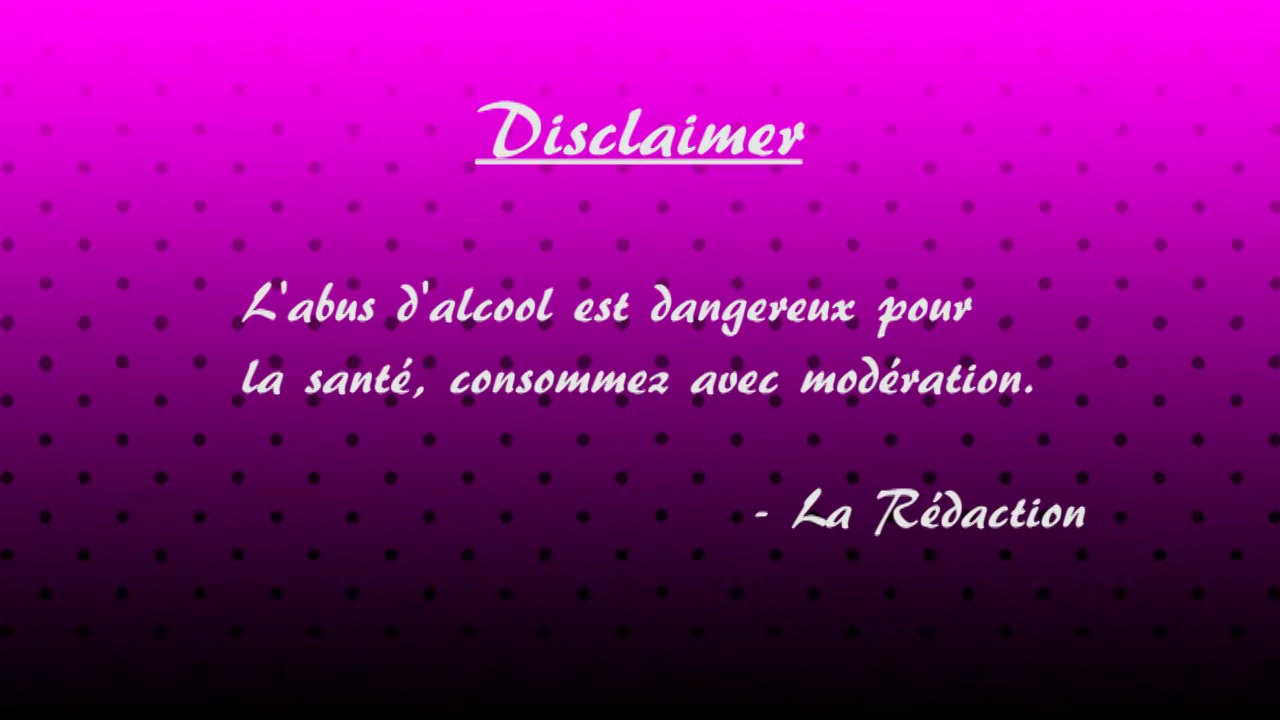 Disclaimer
L'abus d'alcool est dangereux pour
la santé, consommez avec modération.
- La Rédaction